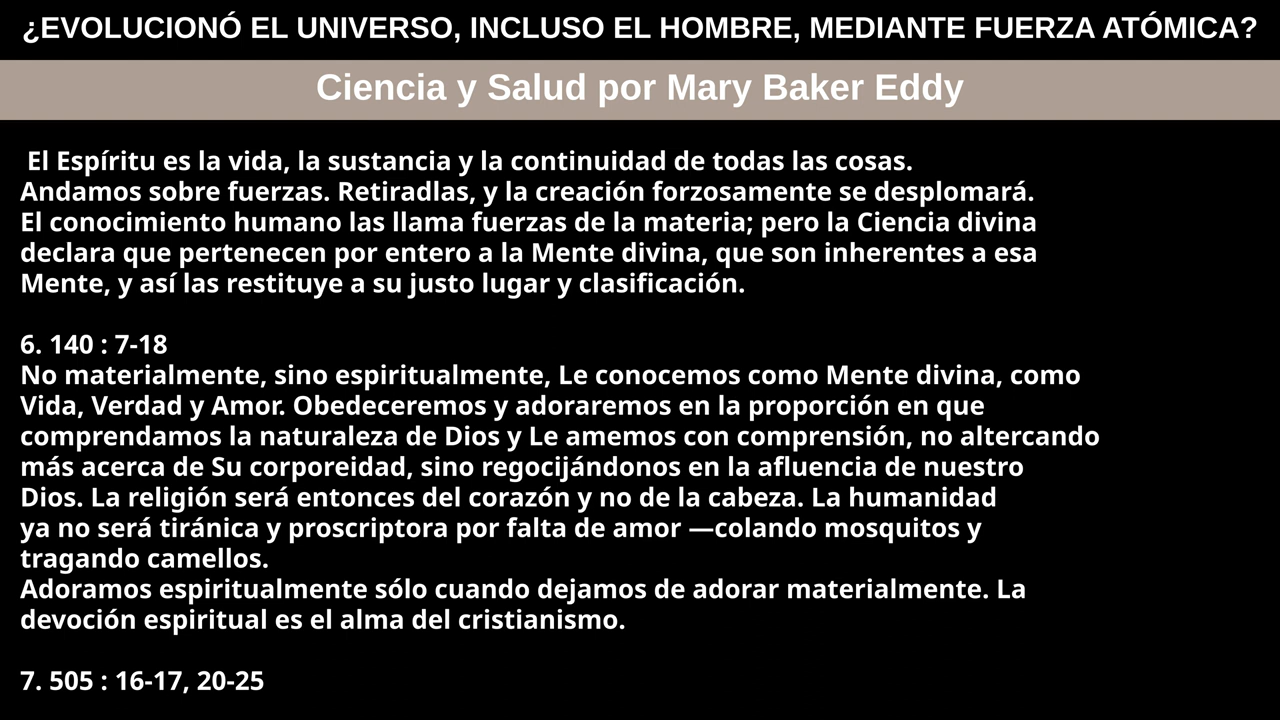 ¿EVOLUCIONÓ EL UNIVERSO, INCLUSO EL HOMBRE, MEDIANTE FUERZA ATÓMICA?
Ciencia y Salud por Mary Baker Eddy
El Espíritu es la vida, la sustancia y la continuidad de todas las cosas.
Andamos sobre fuerzas. Retiradlas, y la creación forzosamente se desplomará.
El conocimiento humano las llama fuerzas de la materia; pero la Ciencia divina
declara que pertenecen por entero a la Mente divina, que son inherentes a esa
Mente, y así las restituye a su justo lugar y clasificación.
6. 140 : 7-18
No materialmente, sino espiritualmente, Le conocemos como Mente divina, como
Vida, Verdad y Amor. Obedeceremos y adoraremos en la proporción en que
comprendamos la naturaleza de Dios y Le amemos con comprensión, no altercando
más acerca de Su corporeidad, sino regocijándonos en la afluencia de nuestro
Dios. La religión será entonces del corazón y no de la cabeza. La humanidad
ya no será tiránica y proscriptora por falta de amor —colando mosquitos y
tragando camellos.
Adoramos espiritualmente sólo cuando dejamos de adorar materialmente. La
devoción espiritual es el alma del cristianismo.
7. 505 : 16-17, 20-25